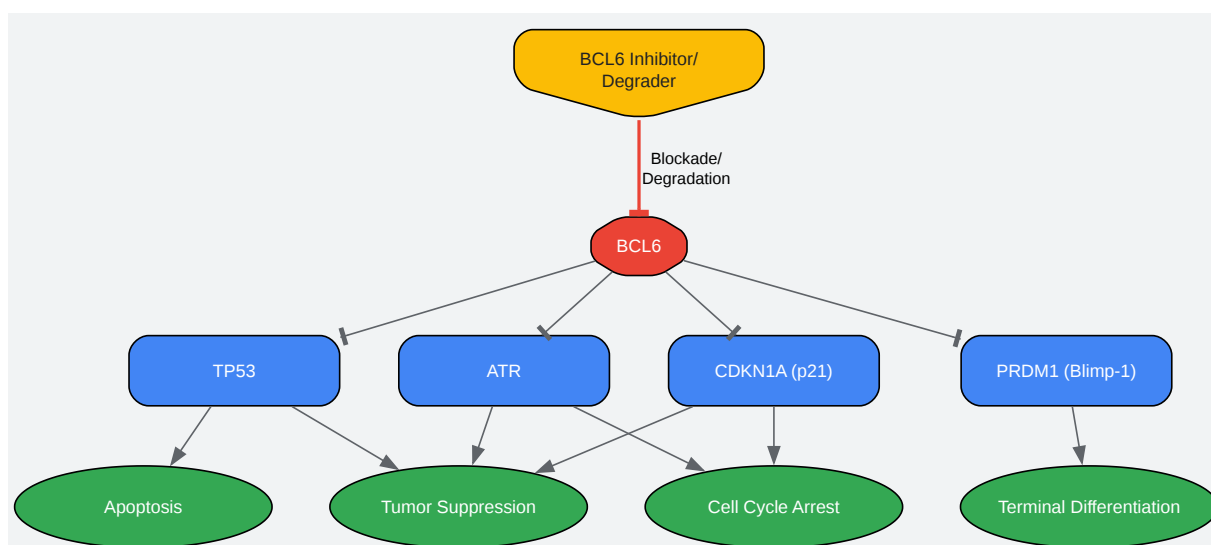 BCL6 Inhibitor/
Degrader
Blockade/
Degradation
BCL6
TP53
ATR
CDKN1A (p21)
PRDM1 (Blimp-1)
Apoptosis
Tumor Suppression
Cell Cycle Arrest
Terminal Differentiation